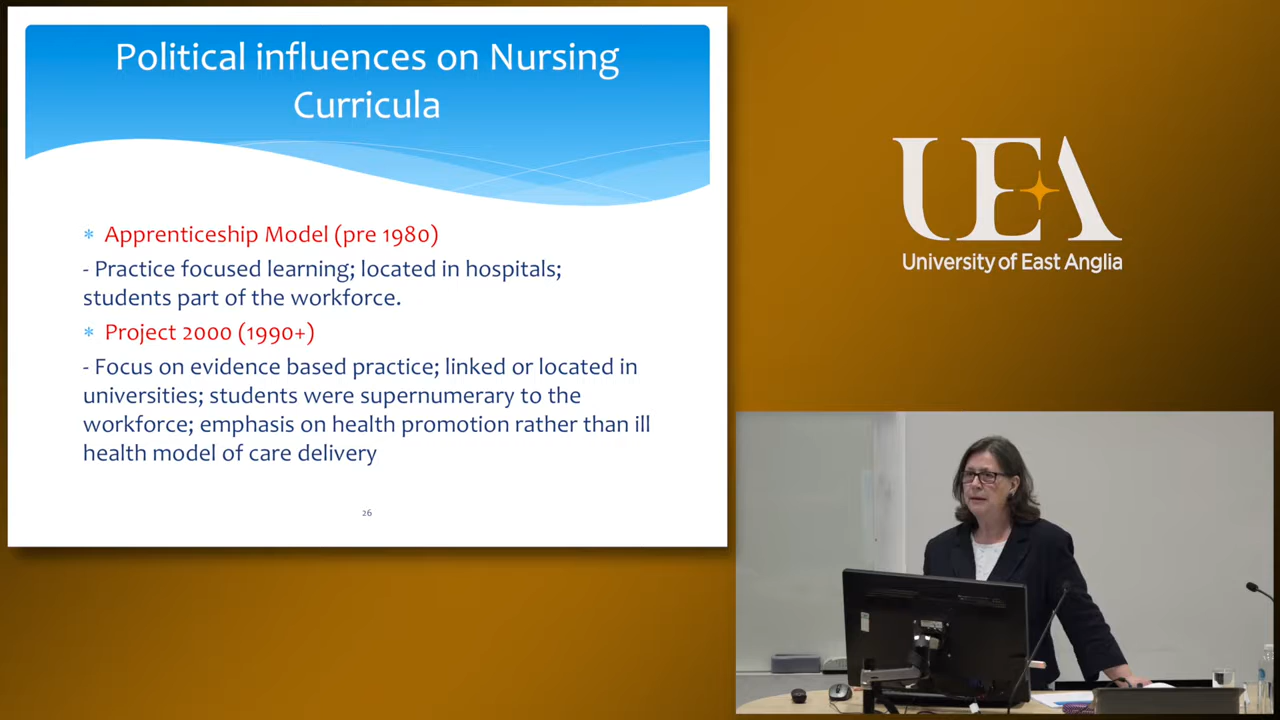 Political influences on Nursing
Curricula
* Apprenticeship Model (pre 1980)
- Practice focused learning; located in hospitals;
students part of the workforce.
* Project 2000 (1990+)
- Focus on evidence based practice; linked or located in
universities; students were supernumerary to the
workforce; emphasis on health promotion rather than ill
health model of care delivery
26
UEA
University of East Anglia